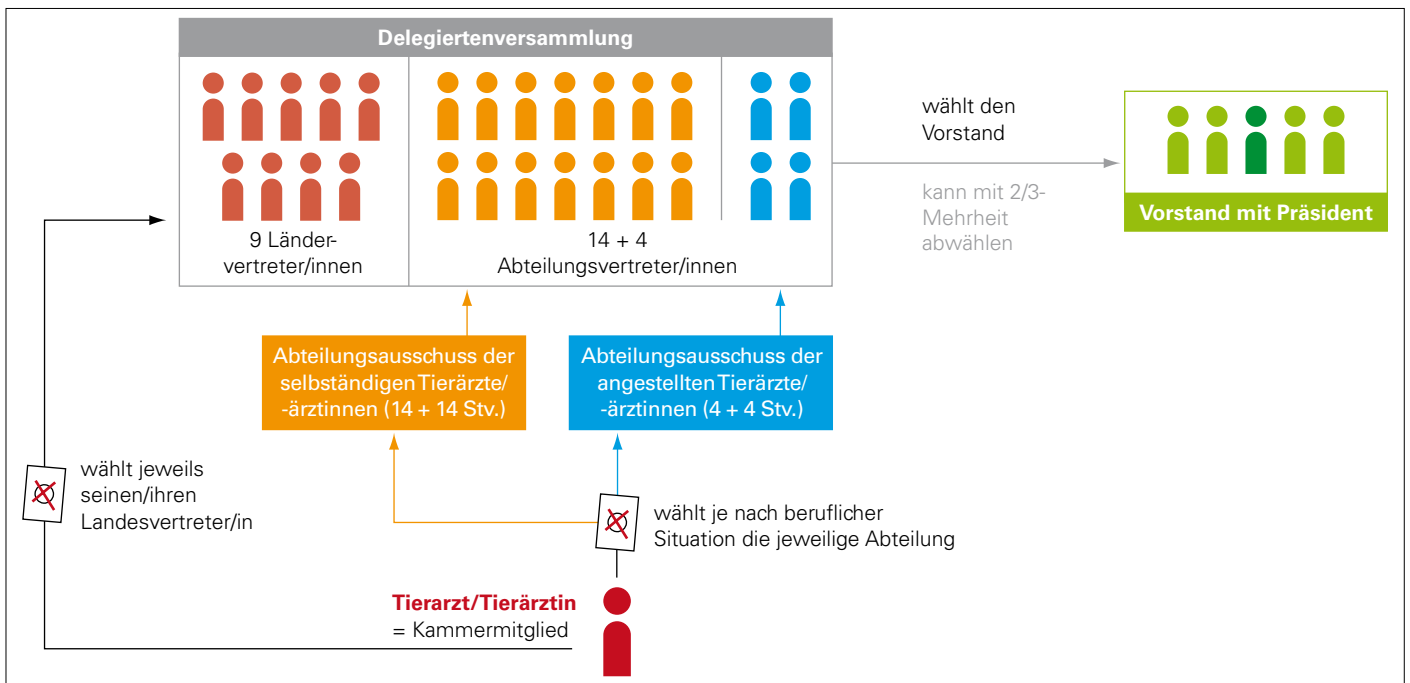 Delegiertenversammlung
9 Länder-
vertreter/innen
14 + 4
Abteilungsvertreter/innen
wählt den
Vorstand
kann mit 2/3-
Mehrheit
abwählen
Vorstand mit Präsident
Abteilungsausschuss der
selbständigen Tierärzte/
-ärztinnen (14 + 14 Stv.)
Abteilungsausschuss der
angestellten Tierärzte/
-ärztinnen (4 + 4 Stv.)
wählt jeweils
seinen/ihren
Landesvertreter/in
wählt je nach beruflicher
Situation die jeweilige Abteilung
Tierarzt/Tierärztin
= Kammermitglied